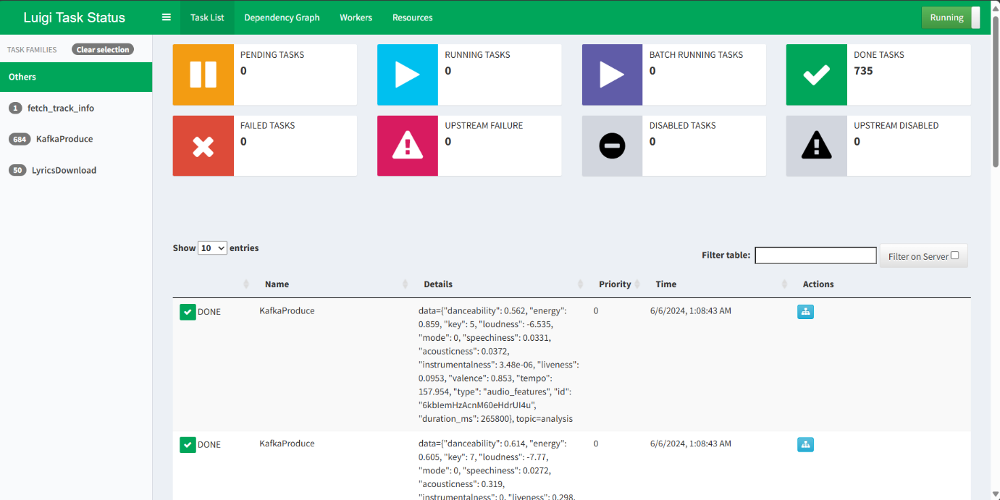 Luigi Task Status
Task List
Dependency Graph
Workers
Resources
Running
TASK FAMILIES
Clear selection
Others
1 fetch_track_info
684 KafkaProduce
50 LyricsDownload
PENDING TASKS
0
RUNNING TASKS
0
BATCH RUNNING TASKS
0
DONE TASKS
735
FAILED TASKS
0
UPSTREAM FAILURE
0
DISABLED TASKS
0
UPSTREAM DISABLED
0
Show 10 entries
Filter table:
Filter on Server
Name
Details
Priority
Time
Actions
DONE
KafkaProduce
data={"danceability": 0.562, "energy":
0.859, "key": 5, "loudness": -6.535,
"mode": 0, "speechiness": 0.0331,
"acousticness": 0.0372,
"instrumentalness": 3.48e-06, "liveness":
0.0953, "valence": 0.853, "tempo":
157.954, "type": "audio_features", "id":
"6kbIemHzAcnM60eHdrUI4u",
"duration_ms": 265800}, topic=analysis
0
6/6/2024, 1:08:43 AM
DONE
KafkaProduce
data={"danceability": 0.614, "energy":
0.605, "key": 7, "loudness": -7.77,
"mode": 0, "speechiness": 0.0272,
"acousticness": 0.319,
"instrumentalness": 0, "liveness": 0.298,
0
6/6/2024, 1:08:43 AM